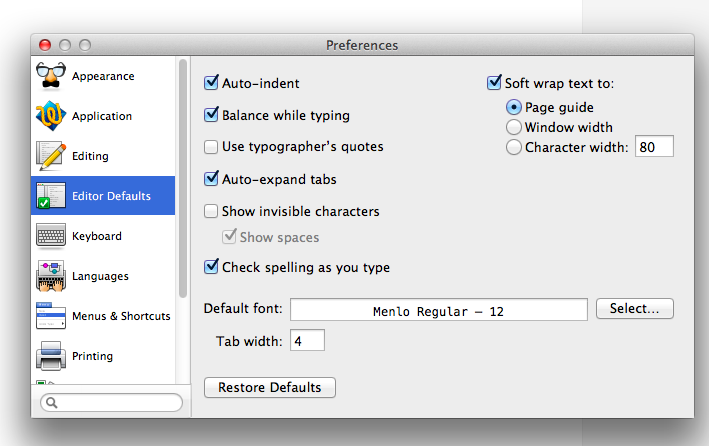 Preferences
Appearance
Application
Editing
Editor Defaults
Keyboard
Languages
Menus & Shortcuts
Printing
Auto-indent
Balance while typing
Use typographer's quotes
Auto-expand tabs
Show invisible characters
Show spaces
Check spelling as you type
Soft wrap text to:
Page guide
Window width
Character width: 80
Default font: Menlo Regular – 12 Select...
Tab width: 4
Restore Defaults